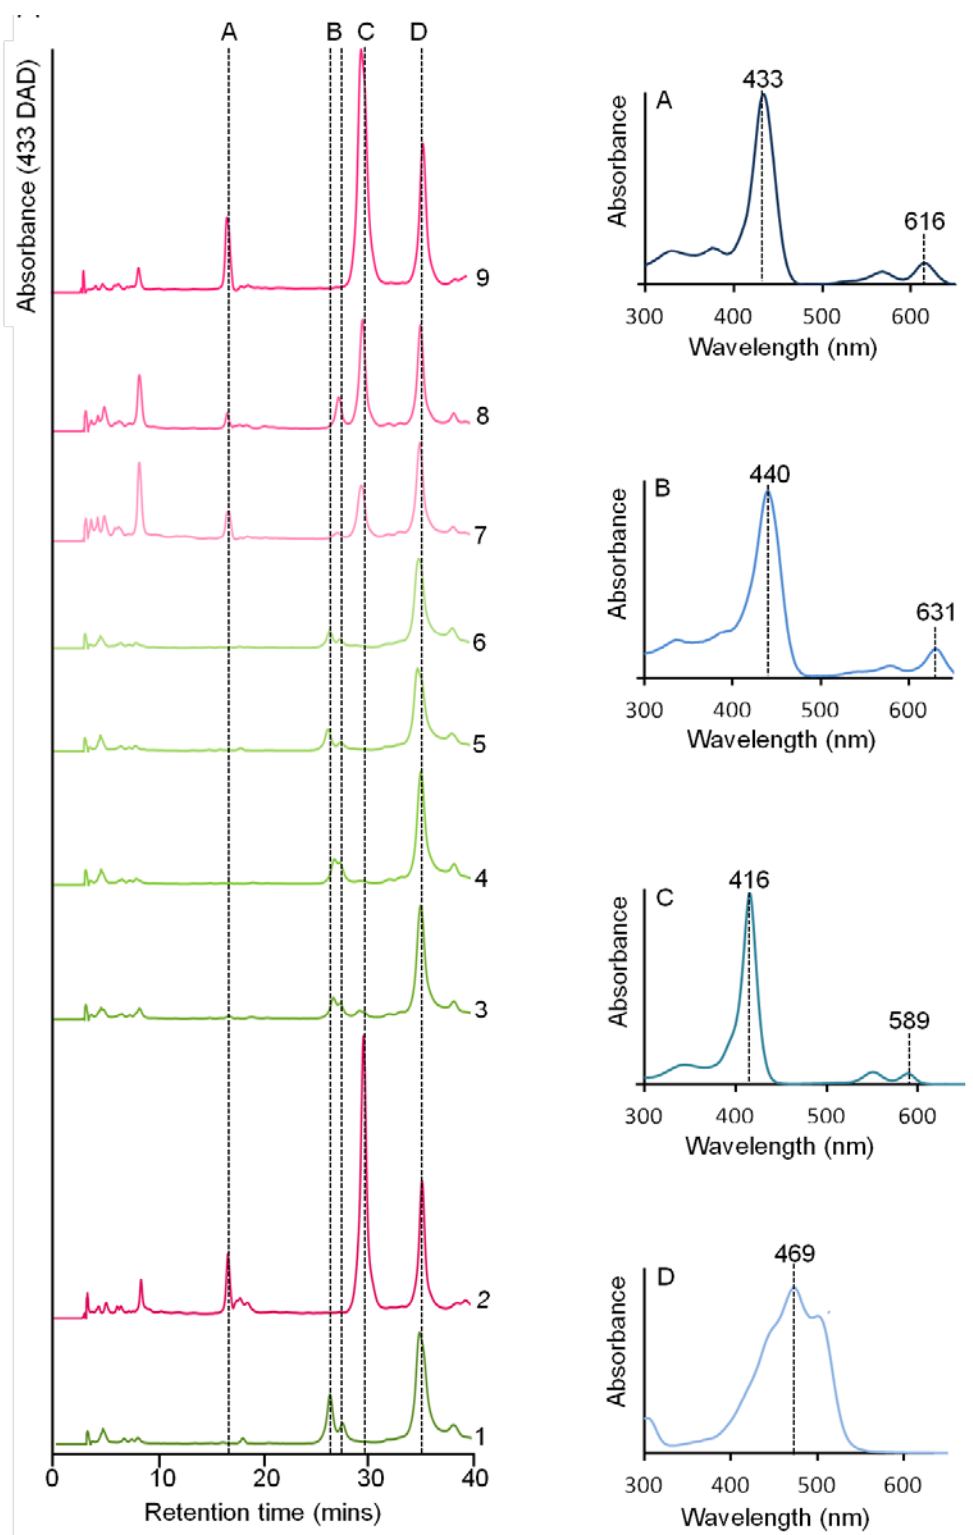 A B C D
Absorbance (433 DAD)
9
8
7
6
5
4
3
2
1
0 10 20 30 40
Retention time (mins)
A
433
616
Absorbance
300 400 500 600
Wavelength (nm)
B
440
631
Absorbance
300 400 500 600
Wavelength (nm)
C
416
589
Absorbance
300 400 500 600
Wavelength (nm)
D
469
Absorbance
300 400 500 600
Wavelength (nm)